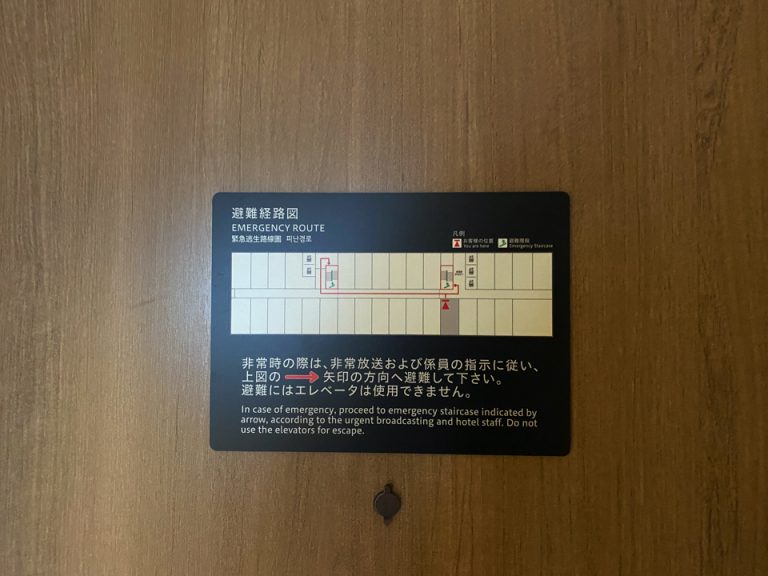 避難経路図
EMERGENCY ROUTE
緊急逃生路線圖 피난경로
凡例
お客様の位置
You are here
避難階段
Emergency Staircase
非常時の際は、非常放送および係員の指示に従い、
上図の 矢印の方向へ避難して下さい。
避難にはエレベータは使用できません。
In case of emergency, proceed to emergency staircase indicated by
arrow, according to the urgent broadcasting and hotel staff. Do not
use the elevators for escape.